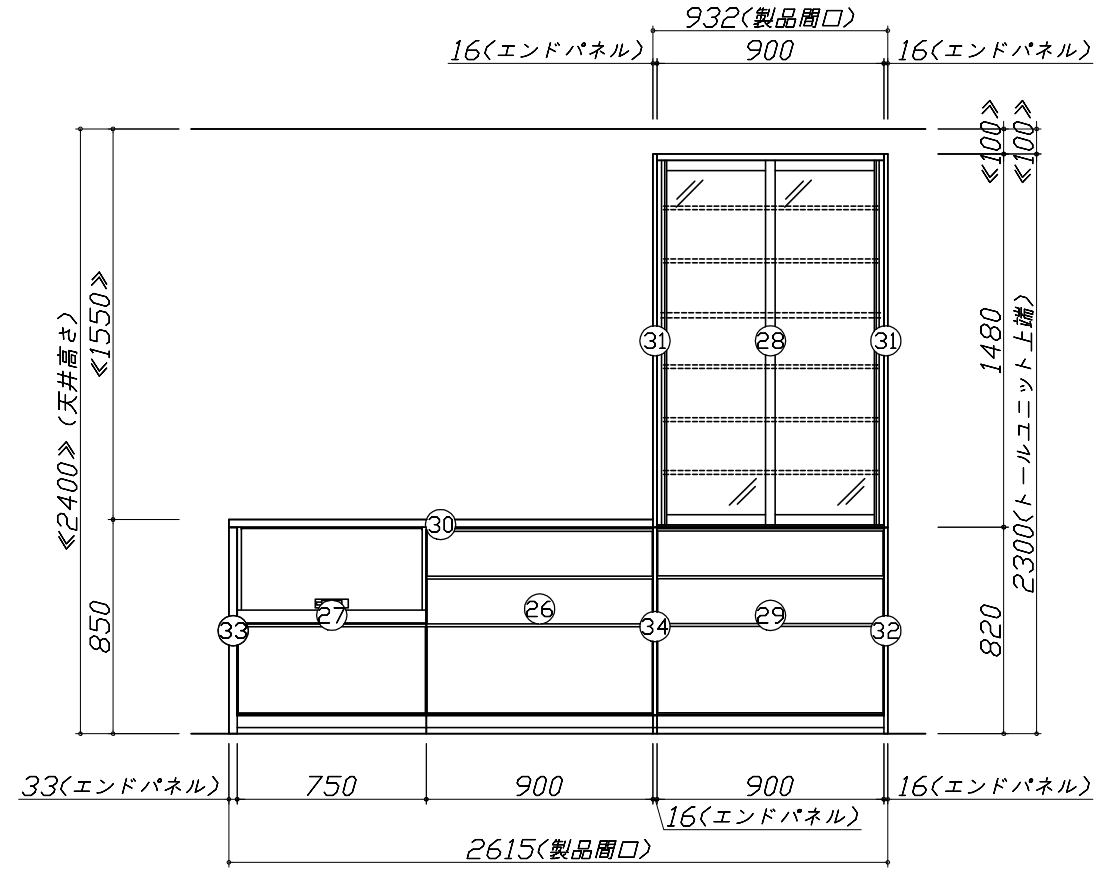 932(製品間口)
16(エンドパネル)
900
16(エンドパネル)
≪100≫
≪100≫
≪2400≫(天井高さ)
≪1550≫
850
1480
820
2300(トールユニット上端)
31
28
31
30
27
26
29
33
34
32
33(エンドパネル)
750
900
900
16(エンドパネル)
16(エンドパネル)
2615(製品間口)